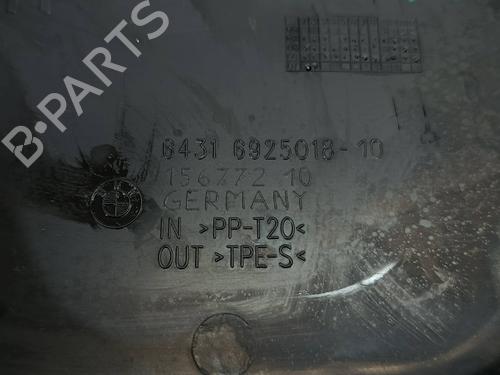 B-PARTS
6431 6925018-10
156772 10
GERMANY
IN >PP-T20<
OUT >TPE-S<